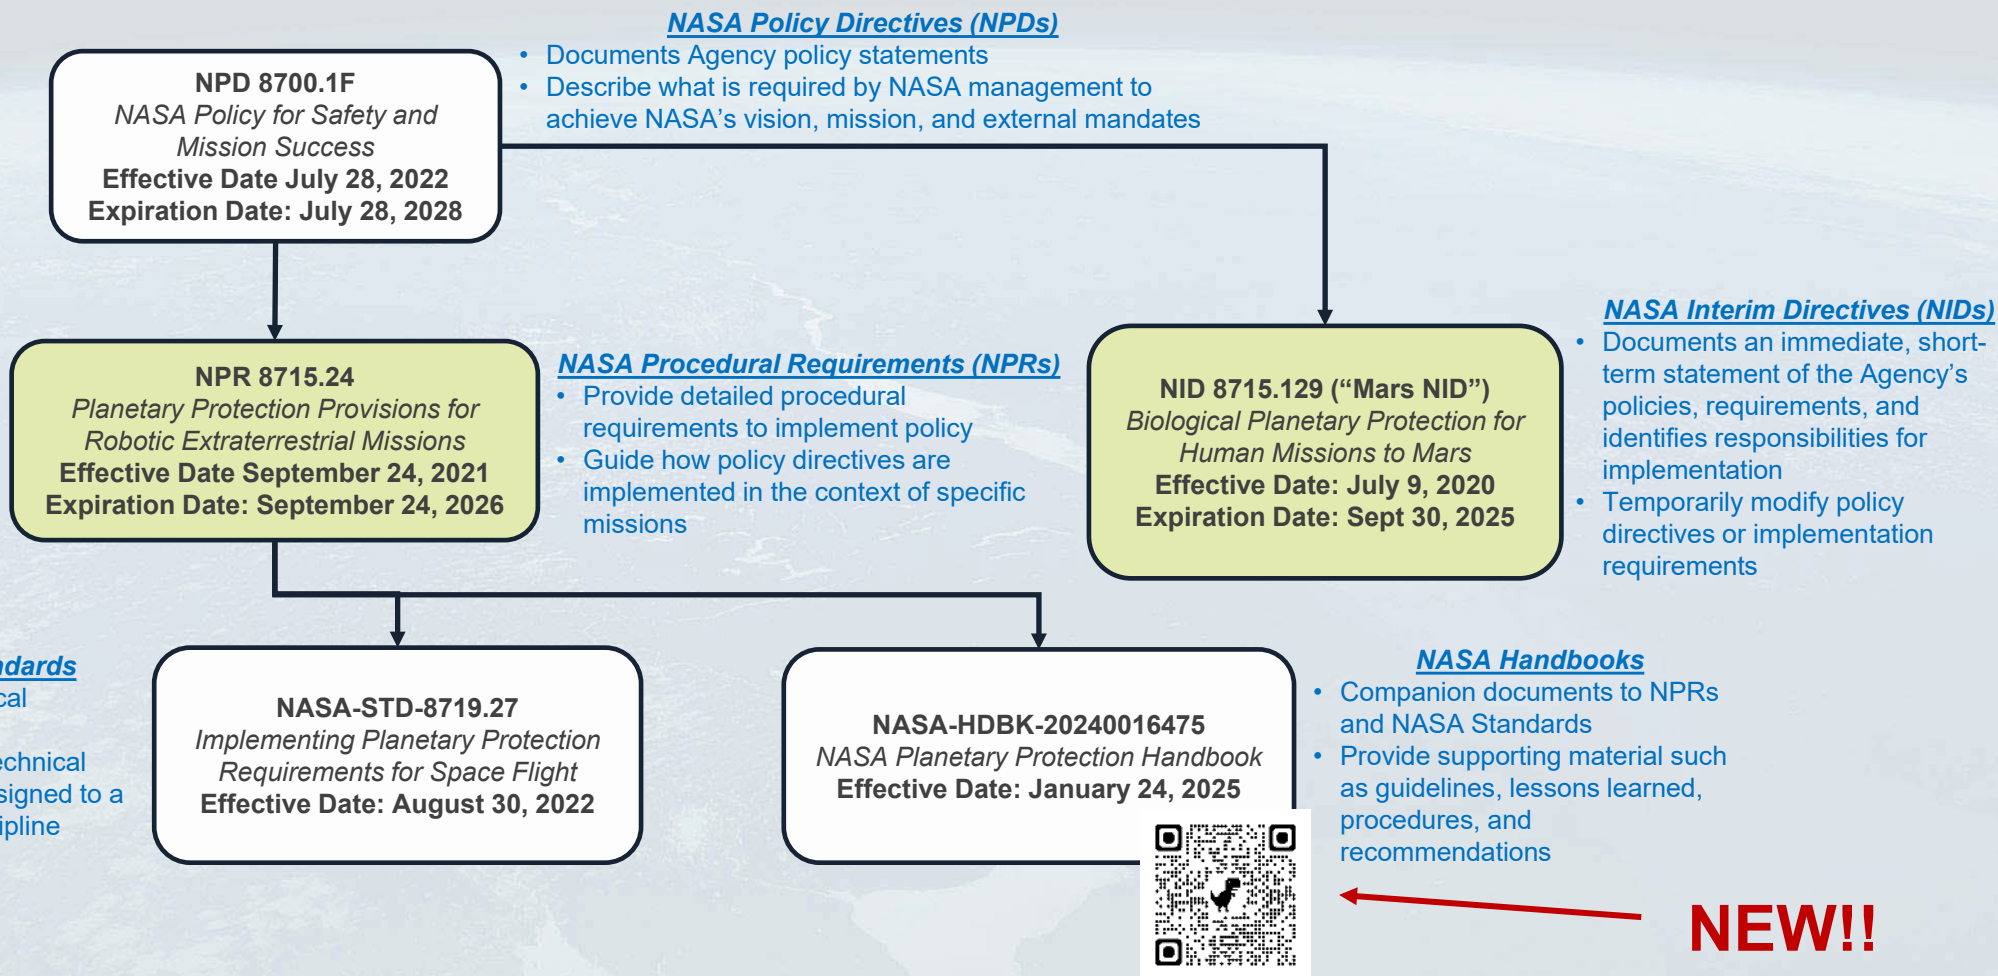 NASA Policy Directives (NPDs)
• Documents Agency policy statements
• Describe what is required by NASA management to
achieve NASA's vision, mission, and external mandates
NPD 8700.1F
NASA Policy for Safety and
Mission Success
Effective Date July 28, 2022
Expiration Date: July 28, 2028
NPR 8715.24
Planetary Protection Provisions for
Robotic Extraterrestrial Missions
Effective Date September 24, 2021
Expiration Date: September 24, 2026
NASA Procedural Requirements (NPRs)
• Provide detailed procedural
requirements to implement policy
• Guide how policy directives are
implemented in the context of specific
missions
NID 8715.129 (“Mars NID”)
Biological Planetary Protection for
Human Missions to Mars
Effective Date: July 9, 2020
Expiration Date: Sept 30, 2025
NASA Interim Directives (NIDs)
• Documents an immediate, short-
term statement of the Agency's
policies, requirements, and
identifies responsibilities for
implementation
• Temporarily modify policy
directives or implementation
requirements
ndards
cal
echnical
signed to a
ipline
NASA-STD-8719.27
Implementing Planetary Protection
Requirements for Space Flight
Effective Date: August 30, 2022
NASA-HDBK-20240016475
NASA Planetary Protection Handbook
Effective Date: January 24, 2025
NASA Handbooks
• Companion documents to NPRs
and NASA Standards
• Provide supporting material such
as guidelines, lessons learned,
procedures, and
recommendations
NEW!!